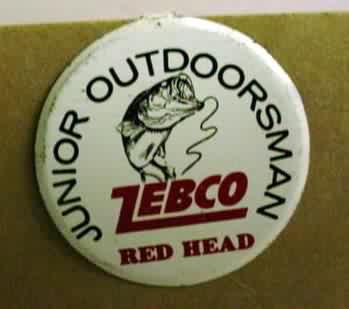 JUNIOR OUTDOORSMAN
ZEBCO
RED HEAD